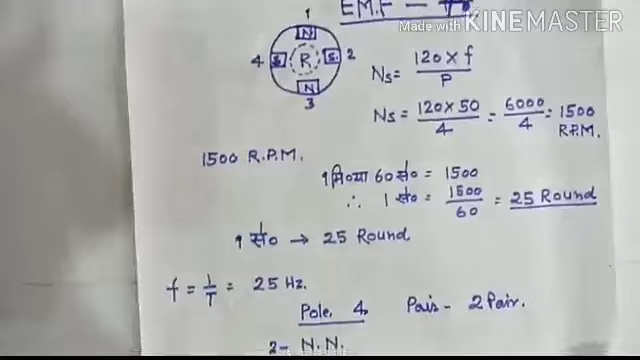 Made with KINEMASTER
EMF -
1
N
4 S R S 2
N
3
Ns = 120 × f / P
Ns = 120 × 50 / 4 = 6000 / 4 = 1500 R.P.M.
1500 R.P.M.
1 मि० या 60 सें० = 1500
∴ 1 सें० = 1500 / 60 = 25 Round
1 सें० → 25 Round
f = 1/T = 25 Hz.
Pole 4 Pair - 2 Pair.
2- N.N.